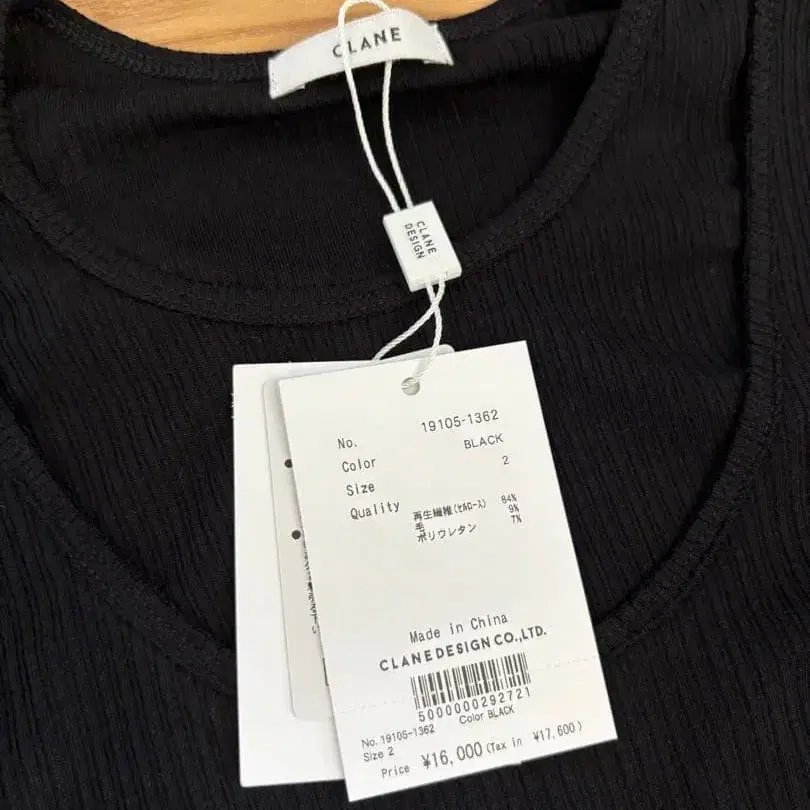 CLANE
CLANE
DESIGN
No. 19105-1362
Color BLACK
Size 2
Quality 再生繊維(セルロース) 84%
毛 9%
ポリウレタン 7%
Made in China
CLANEDESIGN CO.,LTD.
5000000292721
No. 19105-1362 Color BLACK
Size 2
Price ¥16,000 (Tax in ¥17,600)